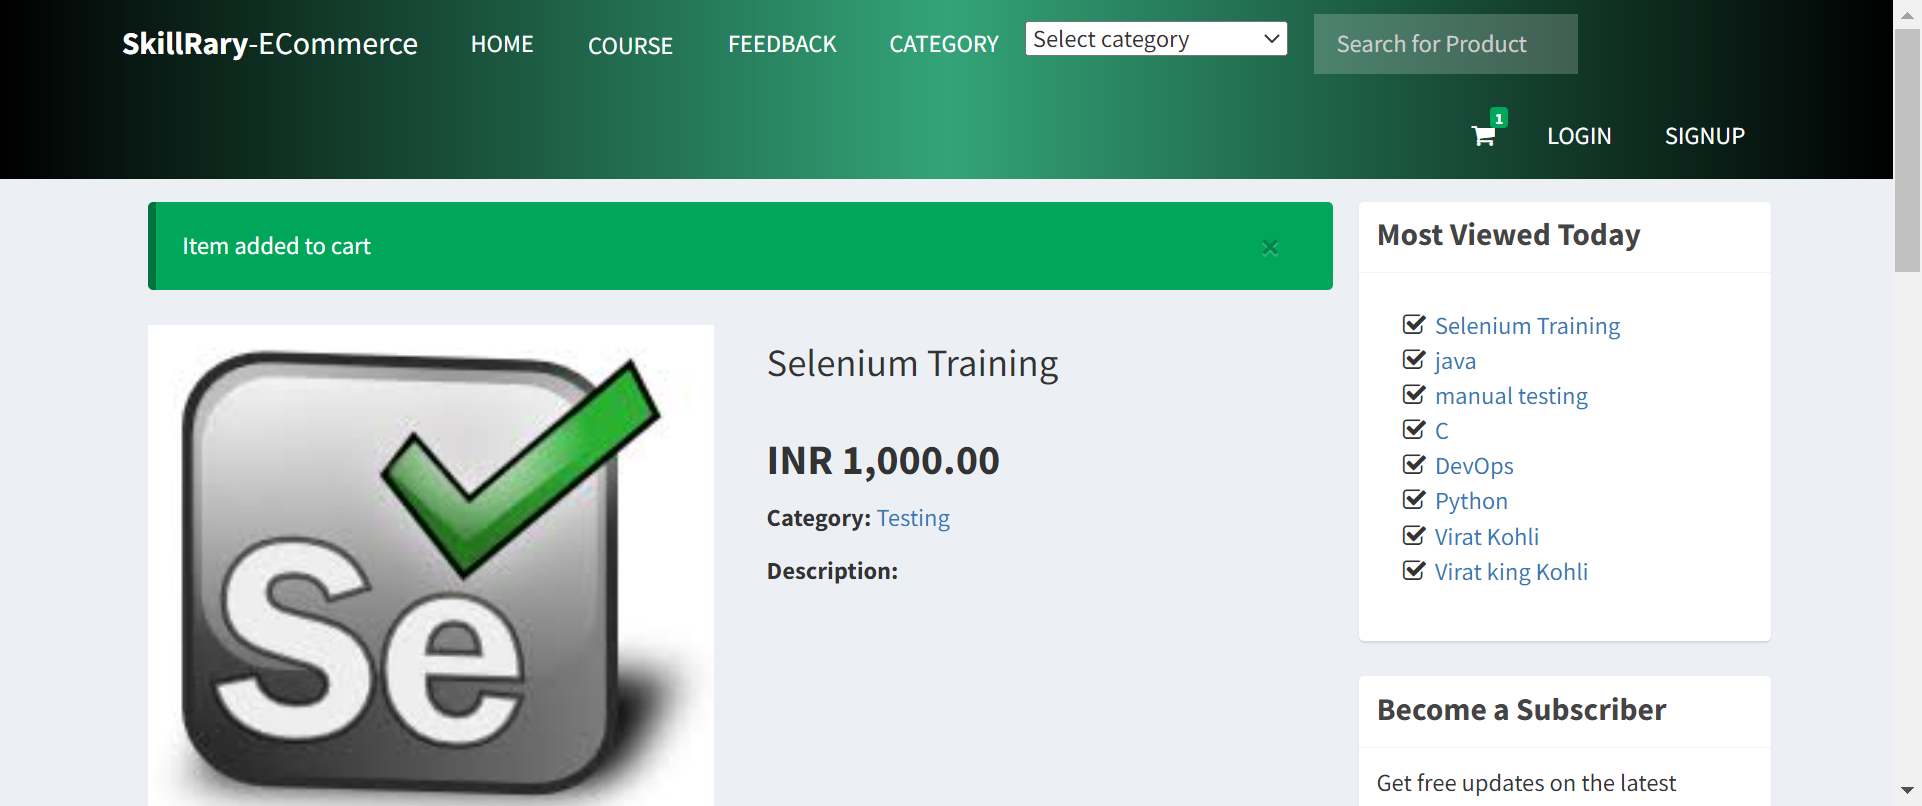 SkillRary-ECommerce HOME COURSE FEEDBACK CATEGORY Select category Search for Product
1 LOGIN SIGNUP
Item added to cart ×
Selenium Training
INR 1,000.00
Category: Testing
Description:
Se
Most Viewed Today
Selenium Training
java
manual testing
C
DevOps
Python
Virat Kohli
Virat king Kohli
Become a Subscriber
Get free updates on the latest